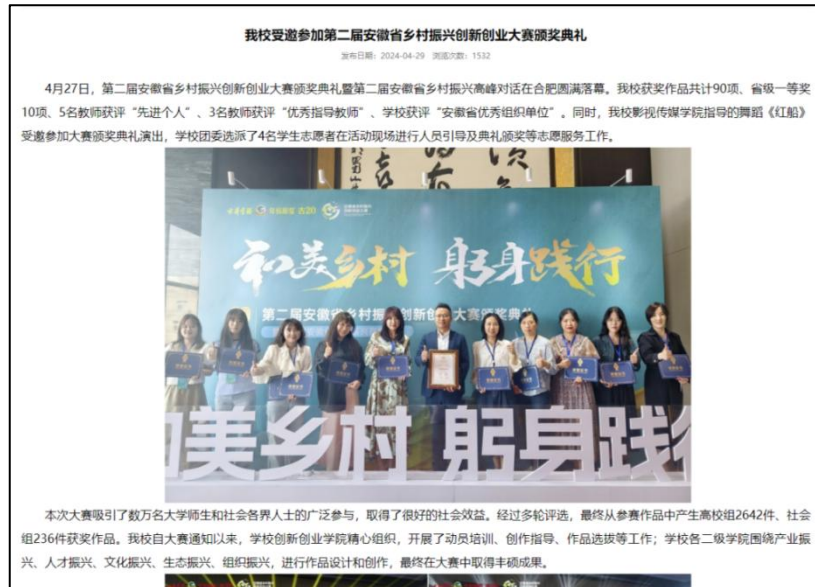 我校受邀参加第二届安徽省乡村振兴创新创业大赛颁奖典礼
发布日期：2024-04-29 浏览次数：1532
4月27日，第二届安徽省乡村振兴创新创业大赛颁奖典礼暨第二届安徽省乡村振兴高峰对话在合肥圆满落幕。我校获奖作品共计90项、省级一等奖
10项、5名教师获评“先进个人”、3名教师获评“优秀指导教师”、学校获评“安徽省优秀组织单位”。同时，我校影视传媒学院指导的舞蹈《红船》
受邀参加大赛颁奖典礼演出，学校团委选派了4名学生志愿者在活动现场进行人员引导及典礼颁奖等志愿服务工作。
古20
和美乡村 躬身践行
第二届安徽省乡村振 创新创业大赛颁奖典礼
美乡村 躬身践
本次大赛吸引了数万名大学师生和社会各界人士的广泛参与，取得了很好的社会效益。经过多轮评选，最终从参赛作品中产生高校组2642件、社会
组236件获奖作品。我校自大赛通知以来，学校创新创业学院精心组织，开展了动员培训、创作指导、作品选拔等工作；学校各二级学院围绕产业振
兴、人才振兴、文化振兴、生态振兴、组织振兴，进行作品设计和创作，最终在大赛中取得丰硕成果。